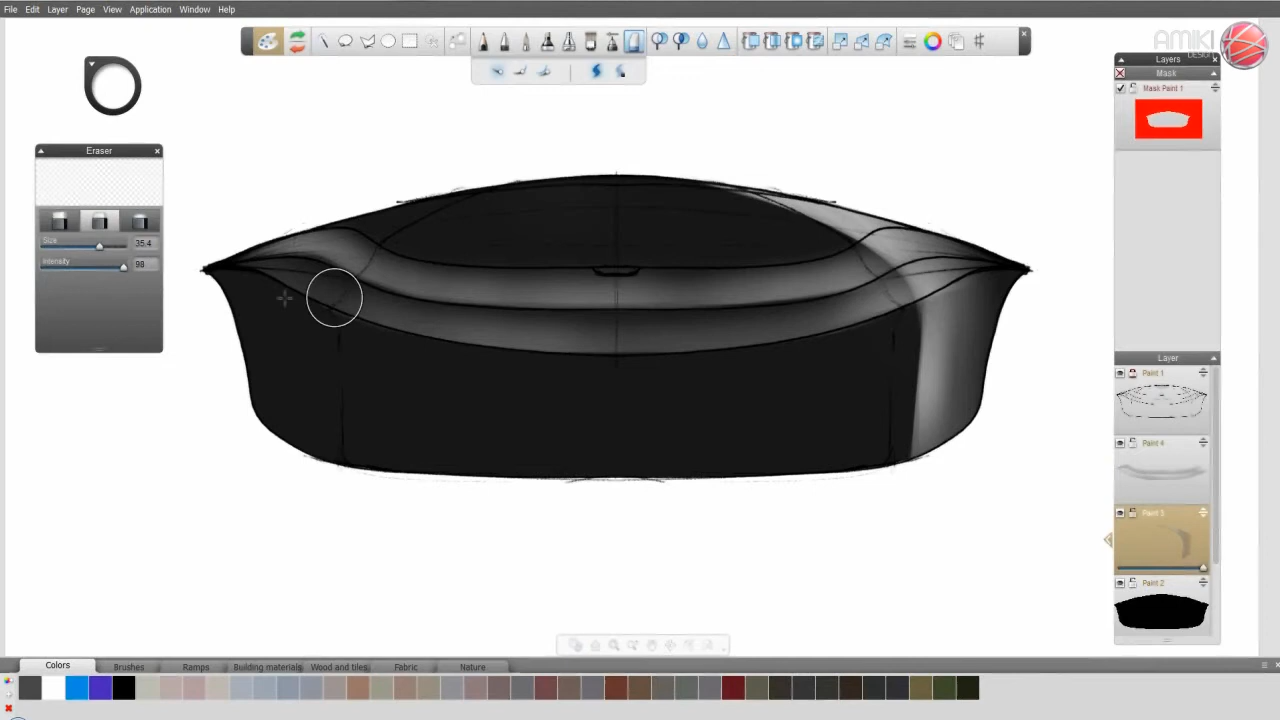 File Edit Layer Page View Application Window Help
AMIKI
DESIGN
Layers
Mask
Mask Paint 1
Eraser
Size
35.4
Intensity
98
Layer
Paint 1
Paint 4
Paint 3
Paint 2
Colors Brushes Ramps Building materials Wood and tiles Fabric Nature